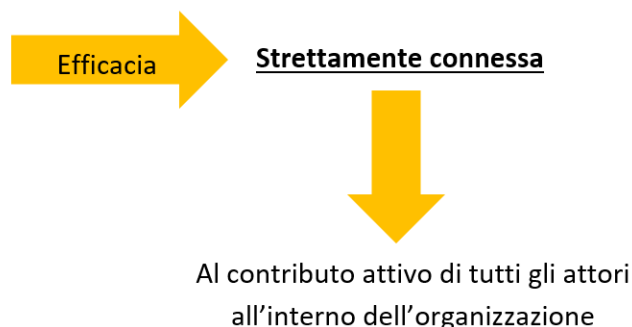 Efficacia
Strettamente connessa
Al contributo attivo di tutti gli attori
all’interno dell’organizzazione